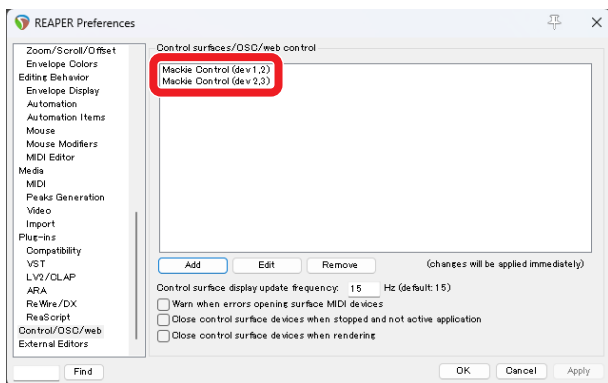 REAPER Preferences
Zoom/Scroll/Offset
Envelope Colors
Editing Behavior
Envelope Display
Automation
Automation Items
Mouse
Mouse Modifiers
MIDI Editor
Media
MIDI
Peaks Generation
Video
Import
Plug-ins
Compatibility
VST
LV2/CLAP
ARA
ReWire/DX
ReaScript
Control/OSC/web
External Editors
Find
Control surfaces/OSC/web control
Mackie Control (dev 1,2)
Mackie Control (dev 2,3)
Add Edit Remove (changes will be applied immediately)
Control surface display update frequency: 15 Hz (default: 15)
Warn when errors opening surface MIDI devices
Close control surface devices when stopped and not active application
Close control surface devices when rendering
OK Cancel Apply